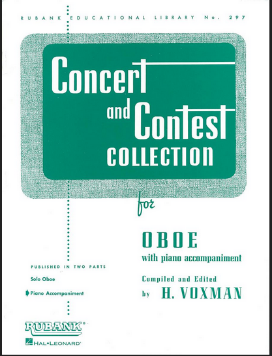 RUBANK EDUCATIONAL LIBRARY No. 297
Concert
and Contest
COLLECTION
for
OBOE
with piano accompaniment
Compiled and Edited
by H. VOXMAN
PUBLISHED IN TWO PARTS
Solo Oboe
Piano Accompaniment
RUBANK
HAL•LEONARD